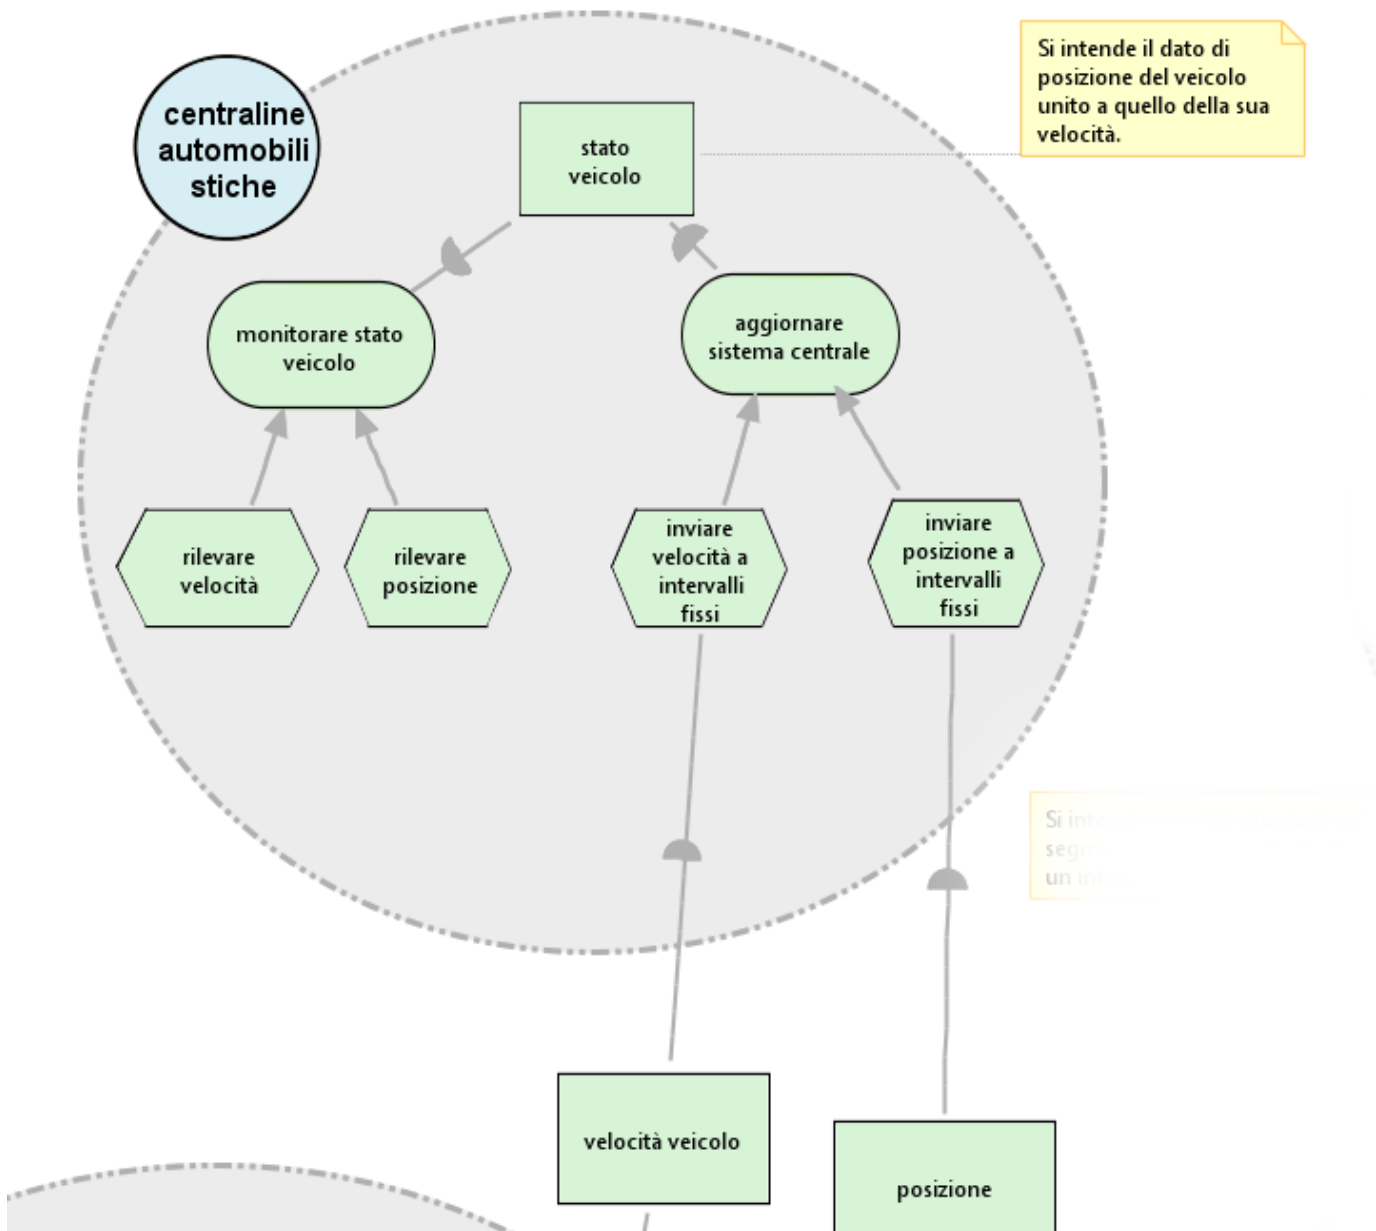 Si intende il dato di
posizione del veicolo
unito a quello della sua
velocità.
centraline
automobili
stiche
stato
veicolo
monitorare stato
veicolo
aggiornare
sistema centrale
rilevare
velocità
rilevare
posizione
inviare
velocità a
intervalli
fissi
inviare
posizione a
intervalli
fissi
Si
un
velocità veicolo
posizione